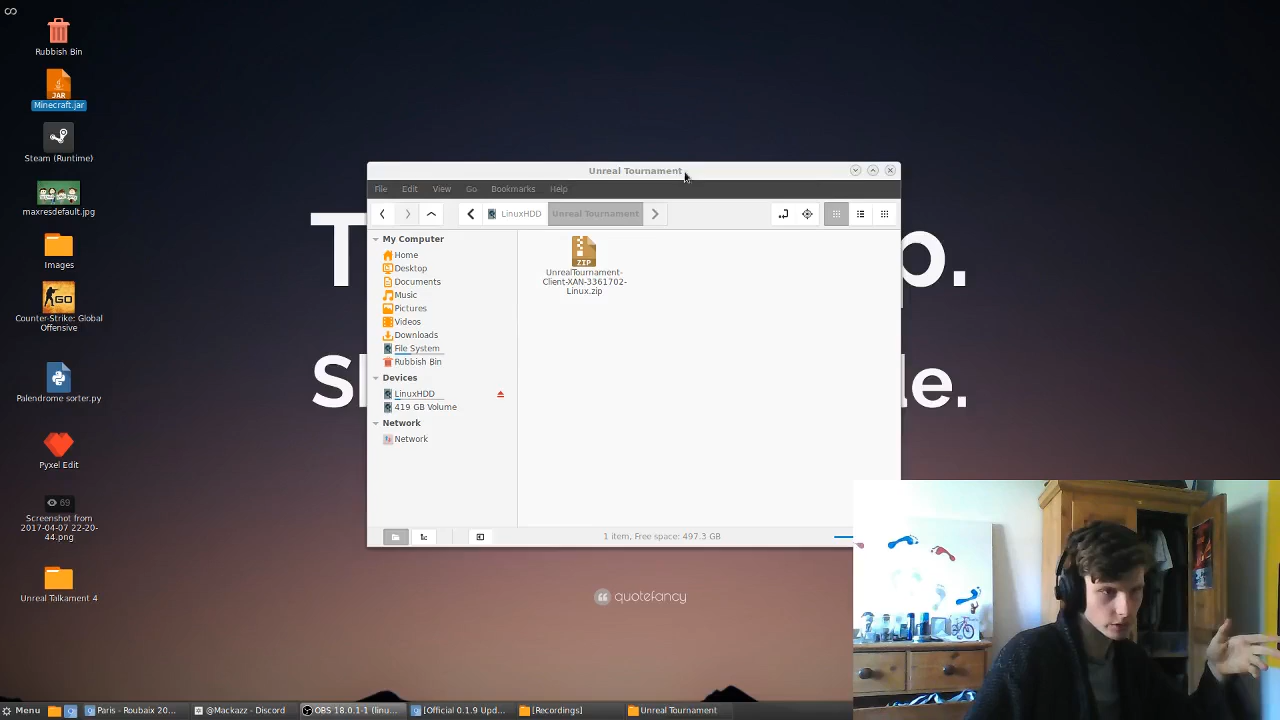 Rubbish Bin
JAR
Minecraft.jar
Steam (Runtime)
maxresdefault.jpg
Images
GO
Counter-Strike: Global
Offensive
Palendrome sorter.py
Pyxel Edit
69
Screenshot from
2017-04-07 22-20-
44.png
Unreal Talkament 4
Unreal Tournament
File Edit View Go Bookmarks Help
LinuxHDD Unreal Tournament
My Computer
Home
Desktop
Documents
Music
Pictures
Videos
Downloads
File System
Rubbish Bin
Devices
LinuxHDD
419 GB Volume
Network
Network
ZIP
UnrealTournament-
Client-XAN-3361702-
Linux.zip
1 item, Free space: 497.3 GB
T o.
S le.
quotefancy
Menu Paris - Roubaix 20... @Mackazz - Discord OBS 18.0.1-1 (linu... [Official 0.1.9 Upd... [Recordings] Unreal Tournament